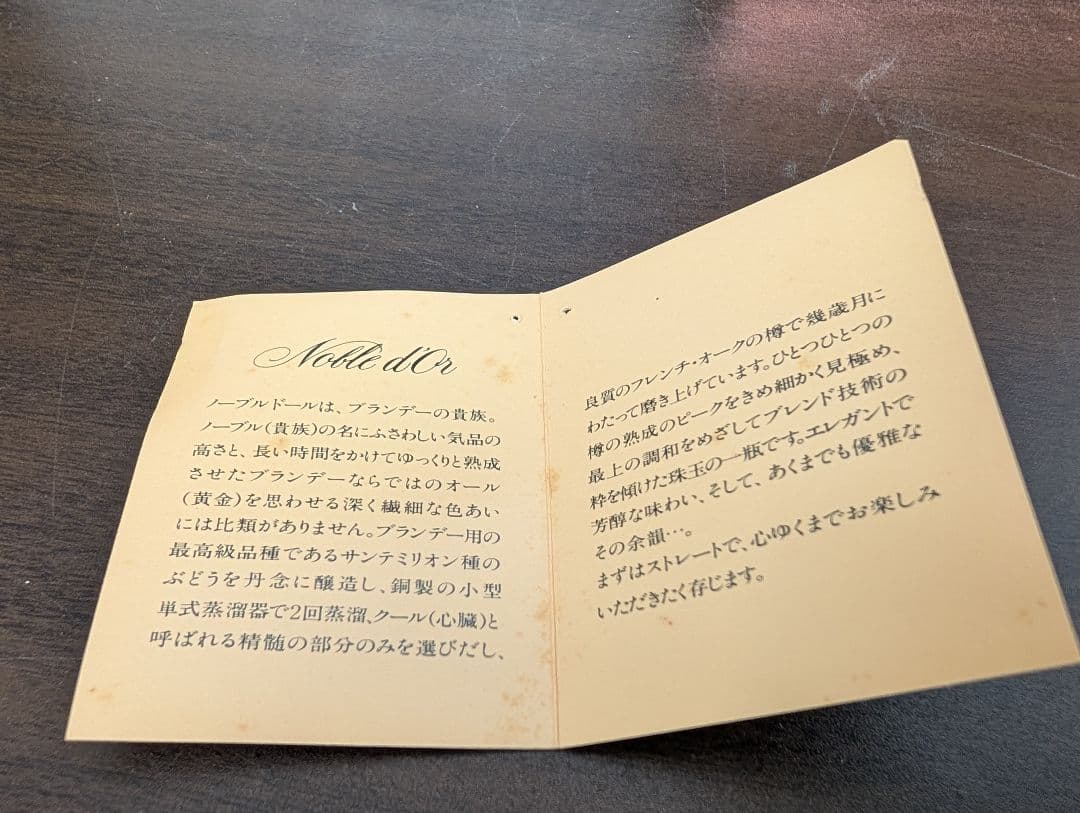 Noble d'Or
ノーブルドールは、ブランデーの貴族。
ノーブル(貴族)の名にふさわしい気品の
高さと、長い時間をかけてゆっくりと熟成
させたブランデーならではのオール
(黄金)を思わせる深く繊細な色あい
には比類がありません。ブランデー用の
最高級品種であるサンテミリオン種の
ぶどうを丹念に醸造し、銅製の小型
単式蒸溜器で2回蒸溜、クール(心臓)と
呼ばれる精髄の部分のみを選びだし、
良質のフレンチ・オークの樽で幾歳月に
わたって磨き上げています。ひとつひとつの
樽の熟成のピークをきめ細かく見極め、
最上の調和をめざしてブレンド技術の
粋を傾けた珠玉の一瓶です。エレガントで
芳醇な味わい、そして、あくまでも優雅な
その余韻…。
まずはストレートで、心ゆくまでお楽しみ
いただきたく存じます。